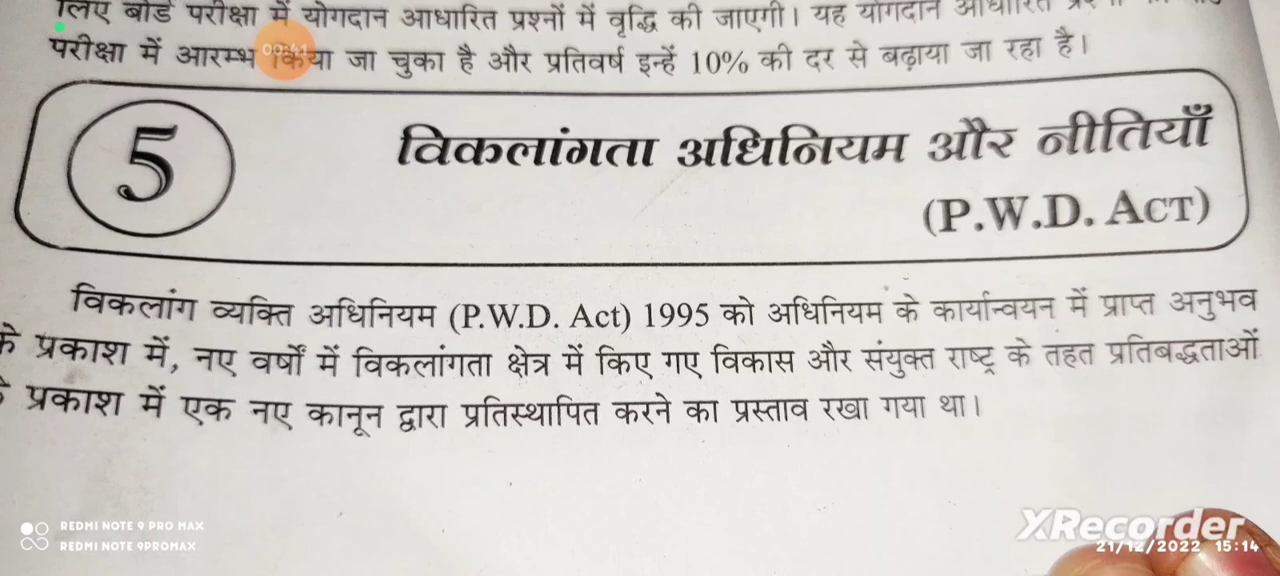 लिए बोर्ड परीक्षा में योगदान आधारित प्रश्नों में वृद्धि की जाएगी। यह योगदान आधारित
परीक्षा में आरम्भ किया जा चुका है और प्रतिवर्ष इन्हें 10% की दर से बढ़ाया जा रहा है।
00:41
5
विकलांगता अधिनियम और नीतियाँ
(P.W.D. ACT)
विकलांग व्यक्ति अधिनियम (P.W.D. Act) 1995 को अधिनियम के कार्यान्वयन में प्राप्त अनुभव
के प्रकाश में, नए वर्षों में विकलांगता क्षेत्र में किए गए विकास और संयुक्त राष्ट्र के तहत प्रतिबद्धताओं
प्रकाश में एक नए कानून द्वारा प्रतिस्थापित करने का प्रस्ताव रखा गया था।
REDMI NOTE 9 PRO MAX
REDMI NOTE 9PROMAX
XRecorder
21/12/2022 15:14